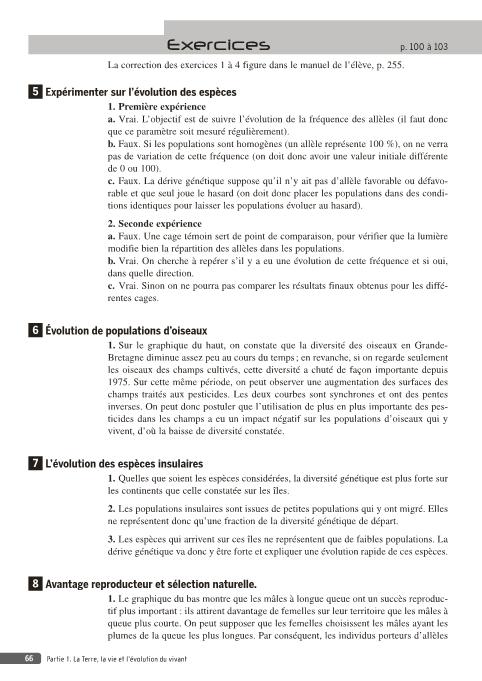 Exercices
p. 100 à 103
La correction des exercices 1 à 4 figure dans le manuel de l'élève, p. 255.
5 Expérimenter sur l'évolution des espèces
1. Première expérience
a. Vrai. L'objectif est de suivre l'évolution de la fréquence des allèles (il faut donc
que ce paramètre soit mesuré régulièrement).
b. Faux. Si les populations sont homogènes (un allèle représente 100 %), on ne verra
pas de variation de cette fréquence (on doit donc avoir une valeur initiale différente
de 0 ou 100).
c. Faux. La dérive génétique suppose qu'il n'y ait pas d'allèle favorable ou défavo-
rable et que seul joue le hasard (on doit donc placer les populations dans des condi-
tions identiques pour laisser les populations évoluer au hasard).
2. Seconde expérience
a. Faux. Une cage témoin sert de point de comparaison, pour vérifier que la lumière
modifie bien la répartition des allèles dans les populations.
b. Vrai. On cherche à repérer s'il y a eu une évolution de cette fréquence et si oui,
dans quelle direction.
c. Vrai. Sinon on ne pourra pas comparer les résultats finaux obtenus pour les diffé-
rentes cages.
6 Évolution de populations d'oiseaux
1. Sur le graphique du haut, on constate que la diversité des oiseaux en Grande-
Bretagne diminue assez peu au cours du temps ; en revanche, si on regarde seulement
les oiseaux des champs cultivés, cette diversité a chuté de façon importante depuis
1975. Sur cette même période, on peut observer une augmentation des surfaces des
champs traités aux pesticides. Les deux courbes sont synchrones et ont des pentes
inverses. On peut donc postuler que l'utilisation de plus en plus importante des pes-
ticides dans les champs a eu un impact négatif sur les populations d'oiseaux qui y
vivent, d'où la baisse de diversité constatée.
7 L'évolution des espèces insulaires
1. Quelles que soient les espèces considérées, la diversité génétique est plus forte sur
les continents que celle constatée sur les îles.
2. Les populations insulaires sont issues de petites populations qui y ont migré. Elles
ne représentent donc qu'une fraction de la diversité génétique de départ.
3. Les espèces qui arrivent sur ces îles ne représentent que de faibles populations. La
dérive génétique va donc y être forte et expliquer une évolution rapide de ces espèces.
8 Avantage reproducteur et sélection naturelle.
1. Le graphique du bas montre que les mâles à longue queue ont un succès reproduc-
tif plus important : ils attirent davantage de femelles sur leur territoire que les mâles à
queue plus courte. On peut supposer que les femelles choisissent les mâles ayant les
plumes de la queue les plus longues. Par conséquent, les individus porteurs d'allèles
66 Partie 1. La Terre, la vie et l'évolution du vivant